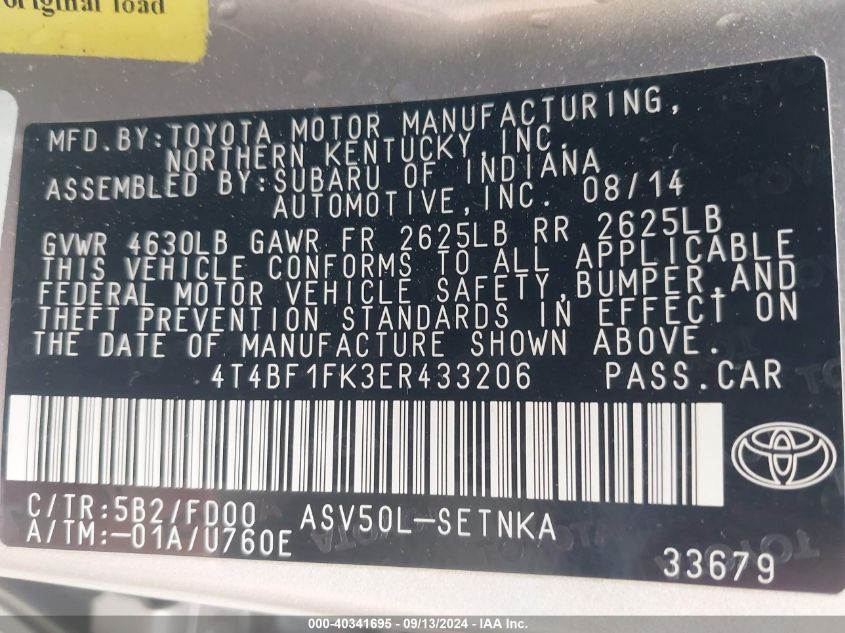 original load
MFD.BY:TOYOTA MOTOR MANUFACTURING,
NORTHERN KENTUCKY,INC.
ASSEMBLED BY:SUBARU OF INDIANA
AUTOMOTIVE,INC. 08/14
GVWR 4630LB GAWR FR 2625LB RR 2625LB
THIS VEHICLE CONFORMS TO ALL APPLICABLE
FEDERAL MOTOR VEHICLE SAFETY,BUMPER,AND
THEFT PREVENTION STANDARDS IN EFFECT ON
THE DATE OF MANUFACTURE SHOWN ABOVE.
4T4BF1FK3ER433206 PASS.CAR
C/TR:5B2/FD00 ASV50L-SETNKA
A/TM:-01A/U760E
33679
000-40341695 - 09/13/2024 - IAA Inc.